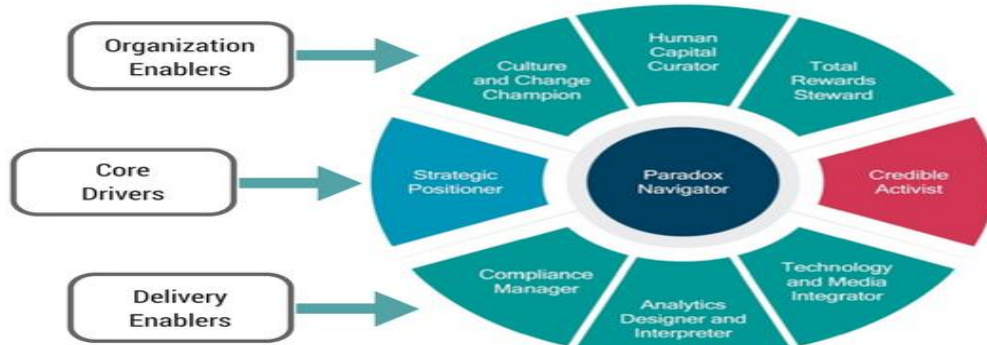 Organization
Enablers
Culture
and Change
Champion
Human
Capital
Curator
Total
Rewards
Steward
Core
Drivers
Strategic
Positioner
Paradox
Navigator
Credible
Activist
Delivery
Enablers
Compliance
Manager
Analytics
Designer and
Interpreter
Technology
and Media
Integrator